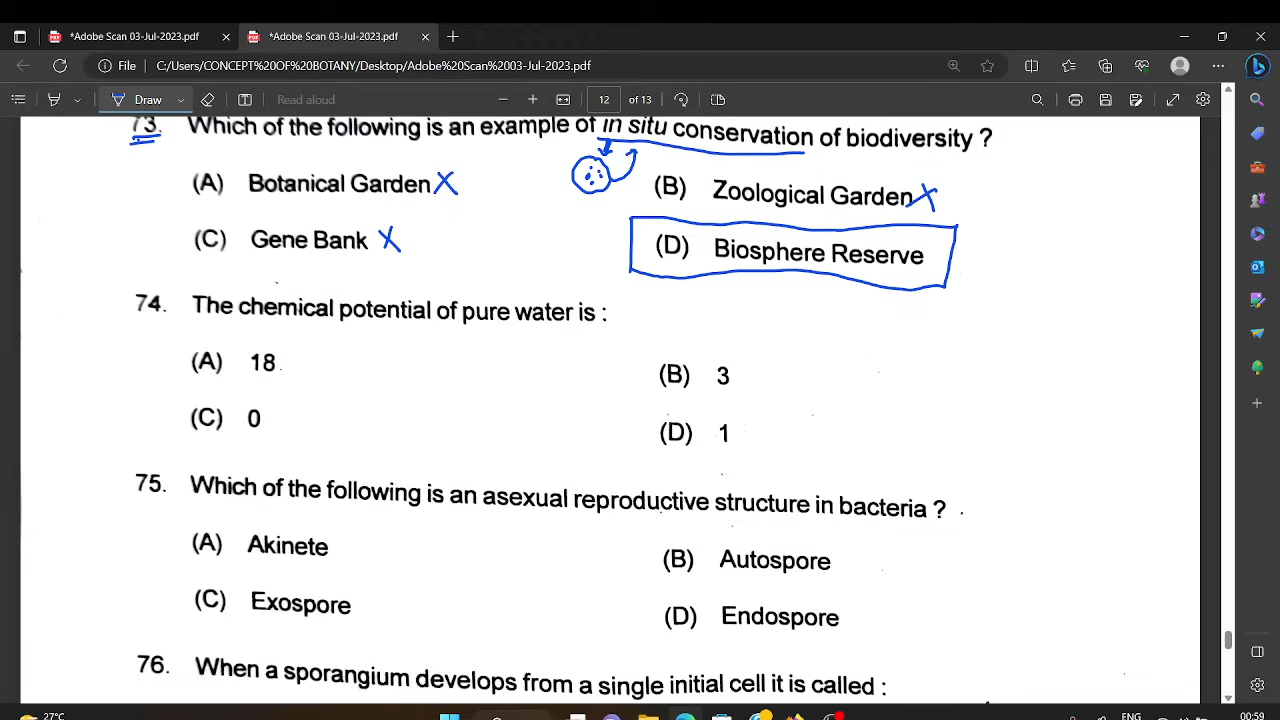 *Adobe Scan 03-Jul-2023.pdf
*Adobe Scan 03-Jul-2023.pdf
File C:/Users/CONCEPT%20OF%20BOTANY/Desktop/Adobe%20Scan%2003-Jul-2023.pdf
Draw Read aloud 12 of 13
73. Which of the following is an example of in situ conservation of biodiversity ?
(A) Botanical Garden X (B) Zoological Garden X
(C) Gene Bank X (D) Biosphere Reserve
74. The chemical potential of pure water is :
(A) 18 (B) 3
(C) 0 (D) 1
75. Which of the following is an asexual reproductive structure in bacteria ?
(A) Akinete (B) Autospore
(C) Exospore (D) Endospore
76. When a sporangium develops from a single initial cell it is called :
27°C ENG 00:59